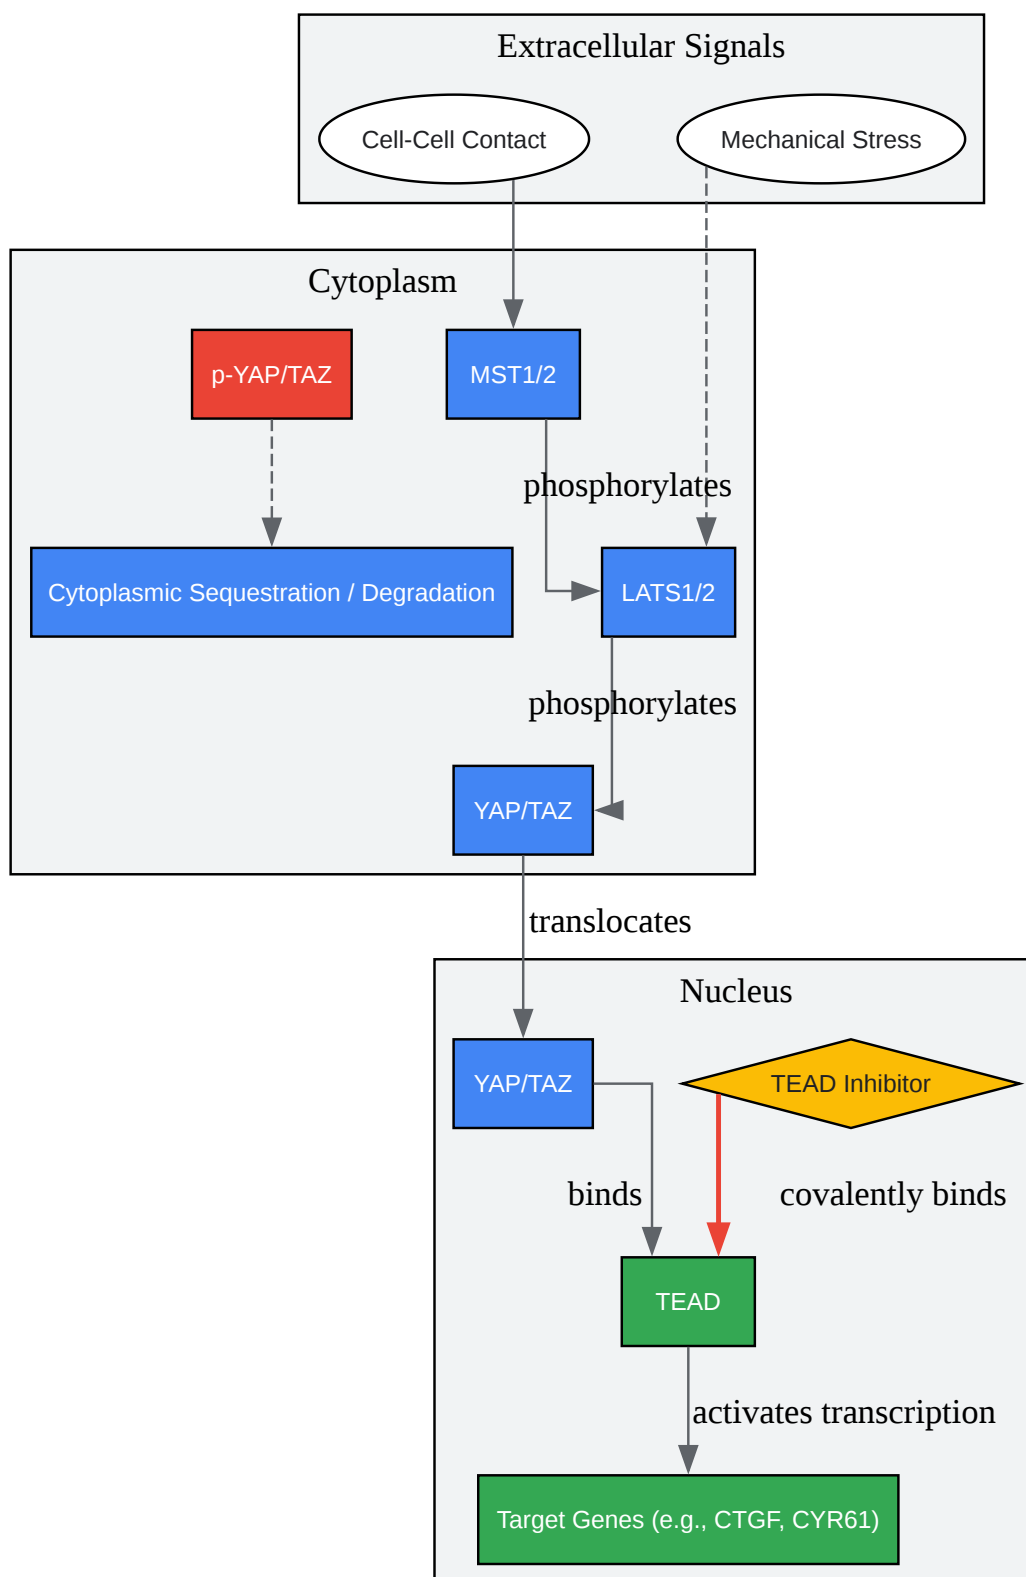 Extracellular Signals
Cell-Cell Contact
Mechanical Stress
Cytoplasm
p-YAP/TAZ
MST1/2
phosphorylates
Cytoplasmic Sequestration / Degradation
LATS1/2
phosphorylates
YAP/TAZ
translocates
Nucleus
YAP/TAZ
TEAD Inhibitor
binds
covalently binds
TEAD
activates transcription
Target Genes (e.g., CTGF, CYR61)